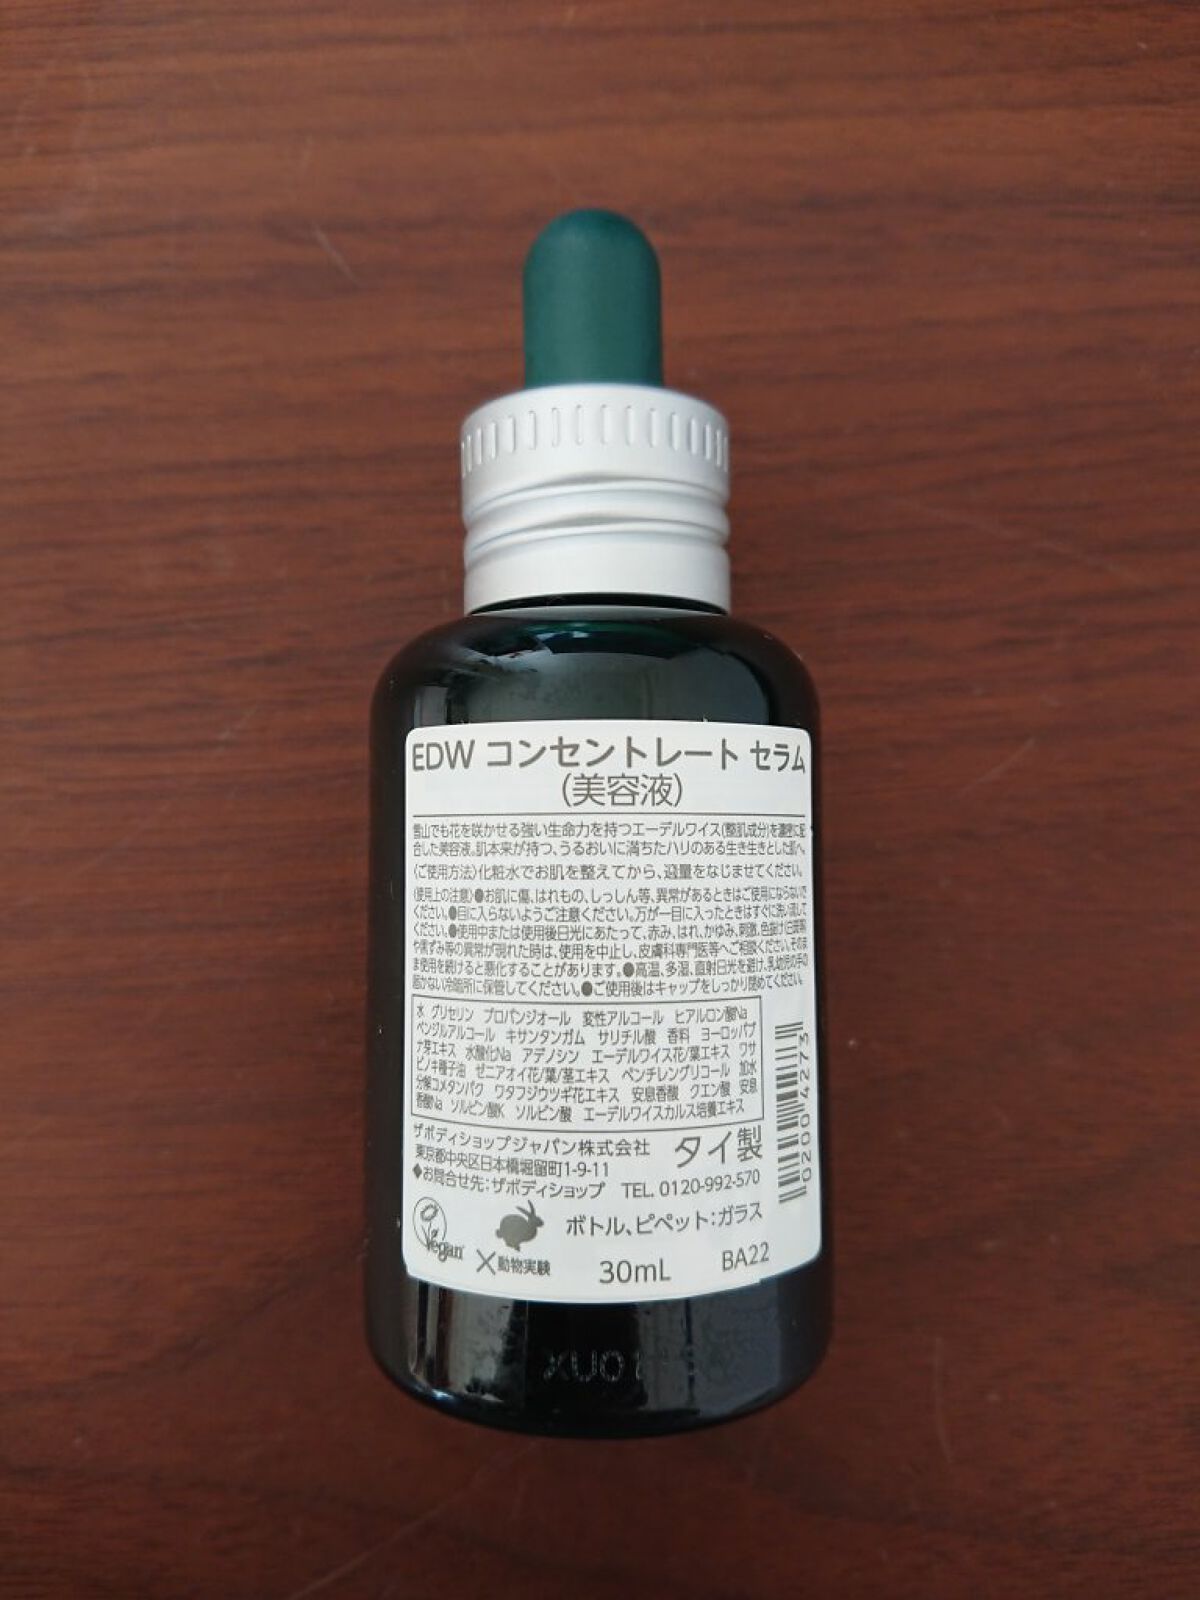 EDW コンセントレート セラム
(美容液)
雪山でも花を咲かせる強い生命力を持つエーデルワイス(整肌成分)を濃密に配
合した美容液。肌本来が持つ、うるおいに満ちたハリのある生き生きとした肌へ。
〈ご使用方法〉化粧水でお肌を整えてから、適量をなじませてください。
〈使用上の注意〉●お肌に傷、はれもの、しっしん等、異常があるときはご使用にならないで
ください。●目に入らないようご注意ください。万が一目に入ったときはすぐに洗い流して
ください。●使用中または使用後日光にあたって、赤み、はれ、かゆみ、刺激、色抜け(白斑等)
や黒ずみ等の異常が現れた時は、使用を中止し、皮膚科専門医等へご相談ください。そのま
ま使用を続けると悪化することがあります。●高温、多湿、直射日光を避け、乳幼児の手の
届かない冷暗所に保管してください。●ご使用後はキャップをしっかり閉めてください。
水 グリセリン プロパンジオール 変性アルコール ヒアルロン酸Na
ベンジルアルコール キサンタンガム サリチル酸 香料 ヨーロッパブ
ナ芽エキス 水酸化Na アデノシン エーデルワイス花/葉エキス ワサ
ビノキ種子油 ゼニアオイ花/葉/茎エキス ペンチレングリコール 加水
分解コメタンパク ワタフジウツギ花エキス 安息香酸 クエン酸 安息
香酸Na ソルビン酸K ソルビン酸 エーデルワイスカルス培養エキス
ザボディショップジャパン株式会社 タイ製
東京都中央区日本橋堀留町1-9-11
◆お問合せ先:ザボディショップ TEL. 0120-992-570
Vegan
×動物実験
ボトル、ピペット:ガラス
30mL BA22
02004273